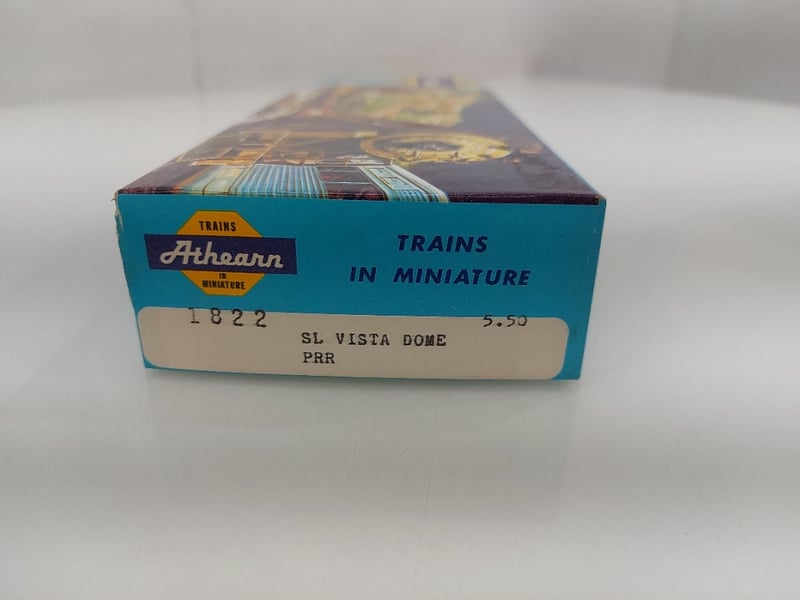 TRAINS
Athearn
IN
MINIATURE
TRAINS
IN MINIATURE
1822 5.50
SL VISTA DOME
PRR